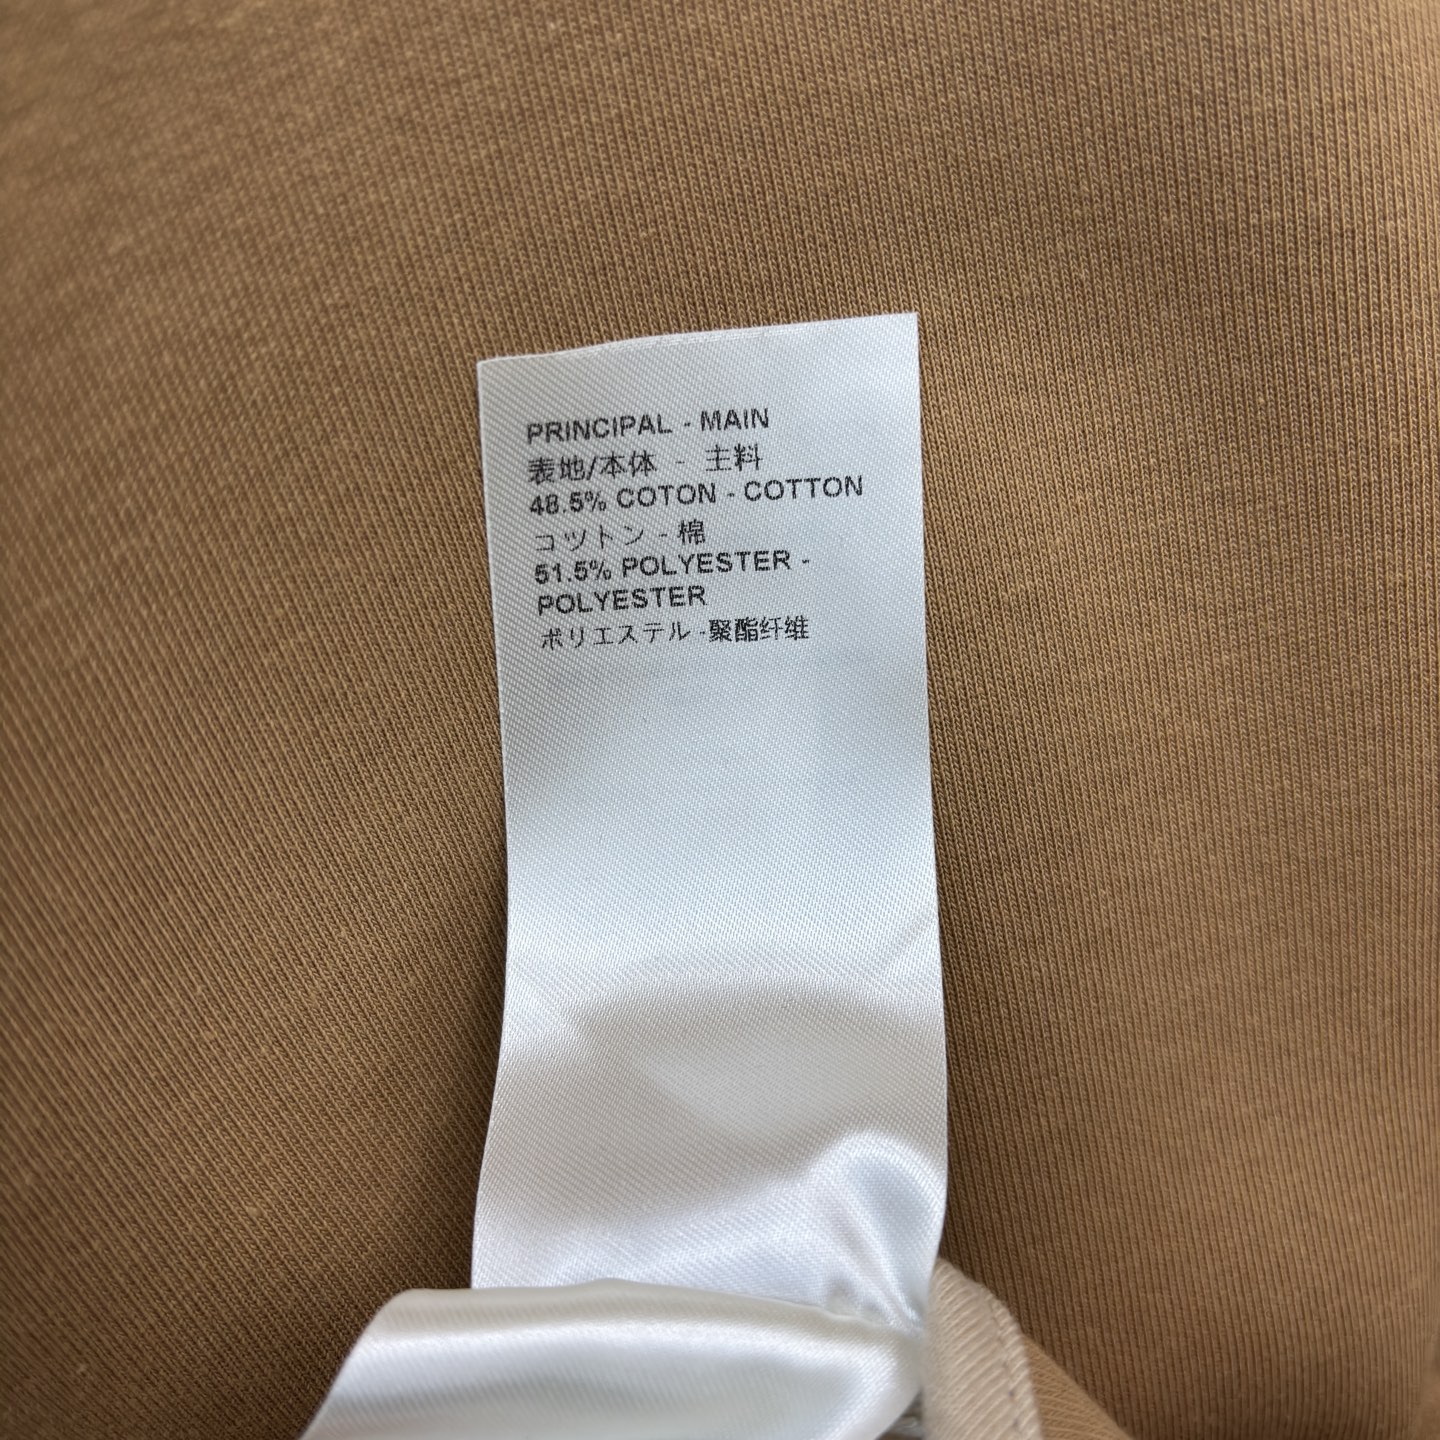 PRINCIPAL - MAIN
表地/本体 - 主料
48.5% COTON - COTTON
コットン - 棉
51.5% POLYESTER -
POLYESTER
ポリエステル -聚酯纤维